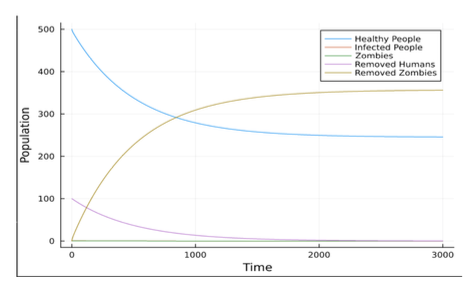 500
400
300
200
100
0
Population
Healthy People
Infected People
Zombies
Removed Humans
Removed Zombies
0
1000
2000
3000
Time